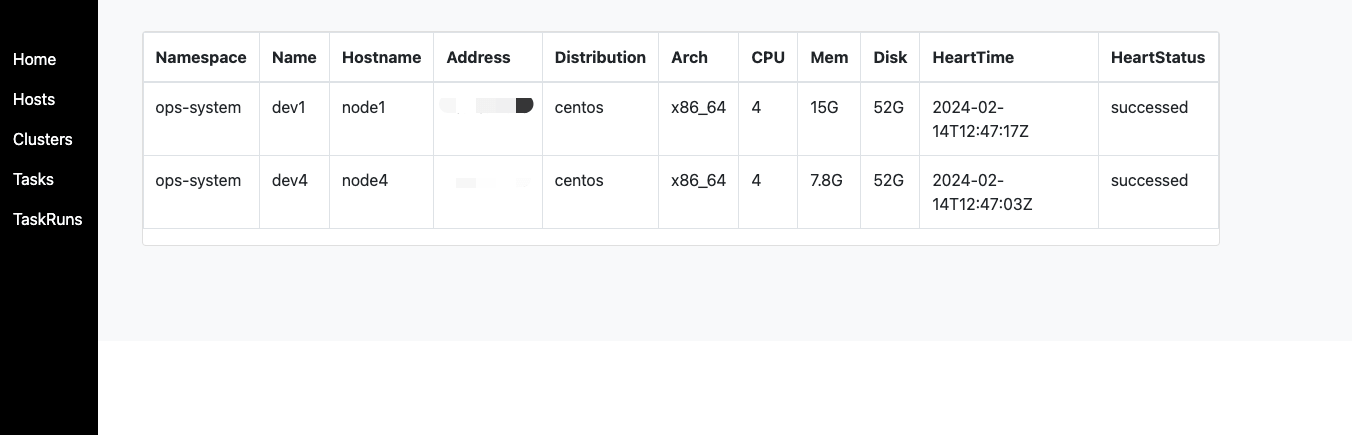 Home
Hosts
Clusters
Tasks
TaskRuns
Namespace Name Hostname Address Distribution Arch CPU Mem Disk HeartTime HeartStatus
ops-system dev1 node1 centos x86_64 4 15G 52G 2024-02-
14T12:47:17Z successed
ops-system dev4 node4 centos x86_64 4 7.8G 52G 2024-02-
14T12:47:03Z successed